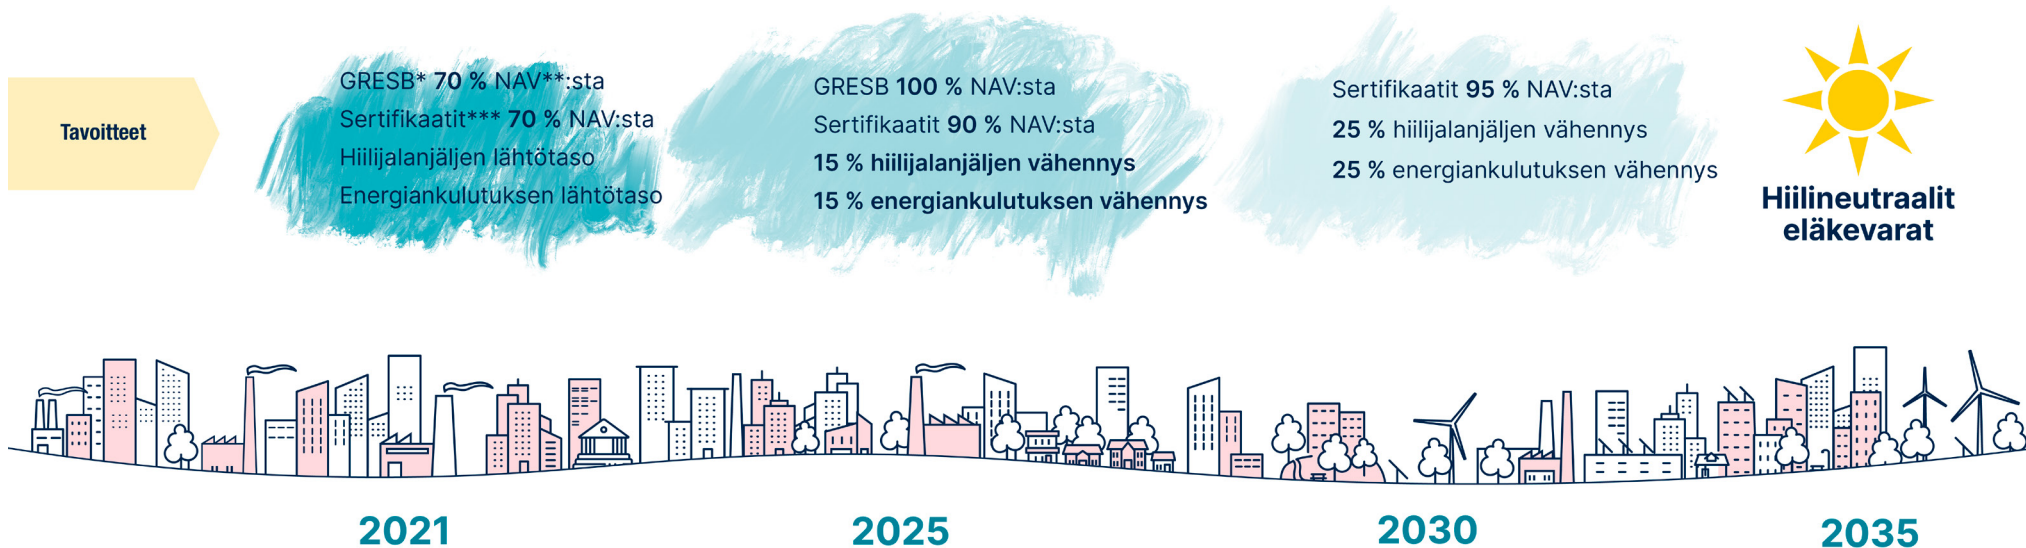 Tavoitteet
GRESB* 70 % NAV**:sta
Sertifikaatit*** 70 % NAV:sta
Hiilijalanjäljen lähtötaso
Energiankulutuksen lähtötaso
GRESB 100 % NAV:sta
Sertifikaatit 90 % NAV:sta
15 % hiilijalanjäljen vähennys
15 % energiankulutuksen vähennys
Sertifikaatit 95 % NAV:sta
25 % hiilijalanjäljen vähennys
25 % energiankulutuksen vähennys
Hiilineutraalit
eläkevarat
2021
2025
2030
2035